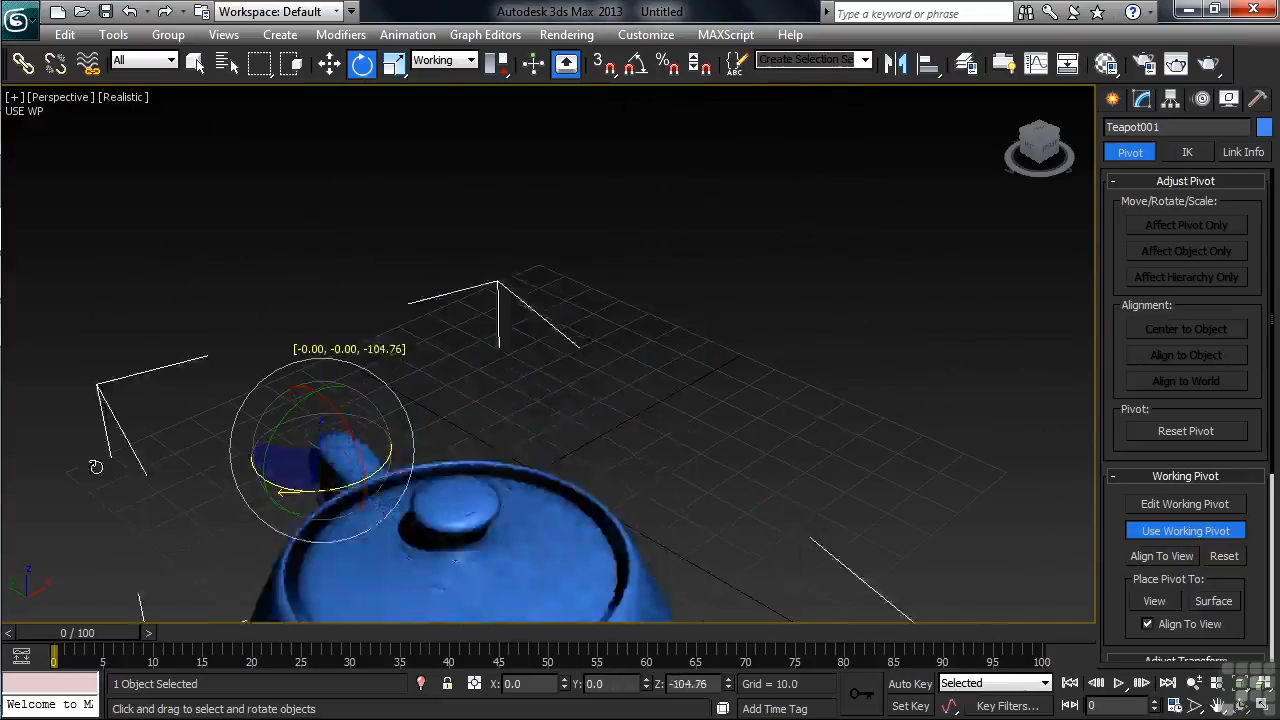 Workspace: Default
Autodesk 3ds Max 2013
Untitled
Type a keyword or phrase
Edit
Tools
Group
Views
Create
Modifiers
Animation
Graph Editors
Rendering
Customize
MAXScript
Help
All
Working
3
Create Selection Se
[+] [Perspective] [Realistic]
USE WP
[-0.00, -0.00, -104.76]
z
Teapot001
Pivot
IK
Link Info
- Adjust Pivot
Move/Rotate/Scale:
Affect Pivot Only
Affect Object Only
Affect Hierarchy Only
Alignment:
Center to Object
Align to Object
Align to World
Pivot:
Reset Pivot
- Working Pivot
Edit Working Pivot
Use Working Pivot
Align To View
Reset
Place Pivot To:
View
Surface
Align To View
Adjust Transform
< 0 / 100 >
0 5 10 15 20 25 30 35 40 45 50 55 60 65 70 75 80 85 90 95 100
1 Object Selected
X: 0.0
Y: 0.0
Z: -104.76
Grid = 10.0
Auto Key
Selected
Welcome to M
Click and drag to select and rotate objects
Add Time Tag
Set Key
Key Filters...
0